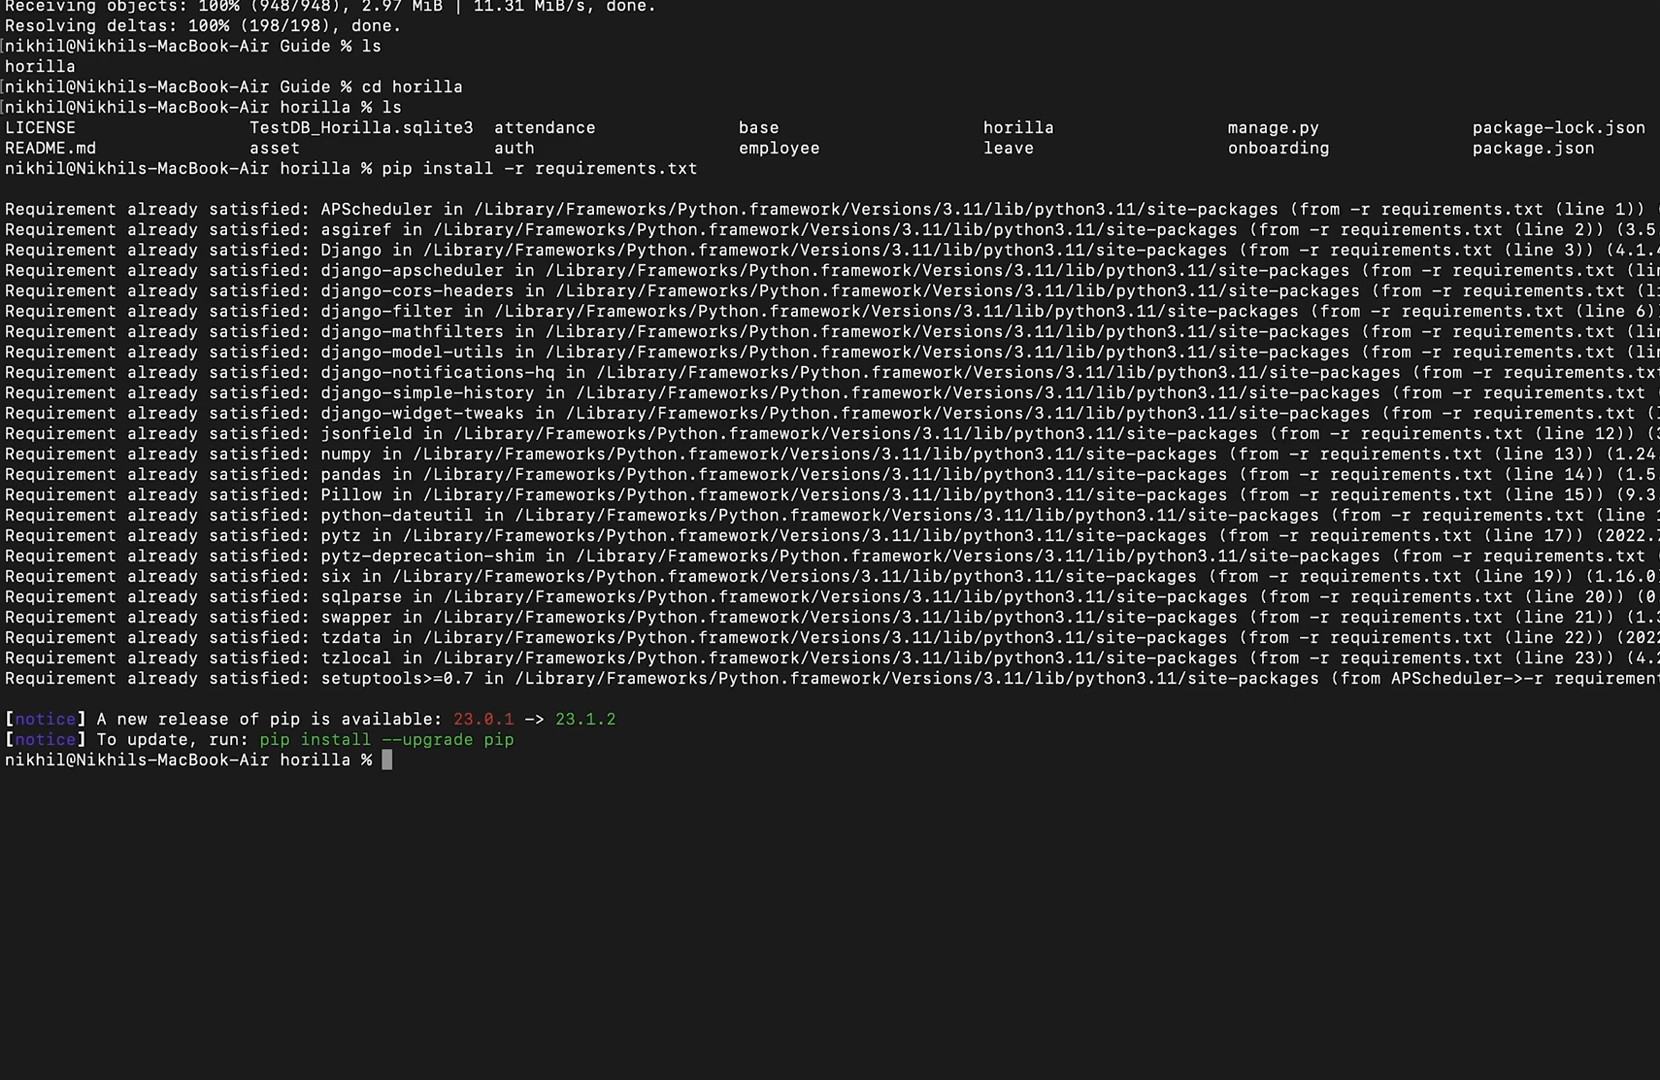 Receiving objects: 100% (948/948), 2.97 MiB | 11.31 MiB/s, done.
Resolving deltas: 100% (198/198), done.
[nikhil@Nikhils-MacBook-Air Guide % ls
horilla
[nikhil@Nikhils-MacBook-Air Guide % cd horilla
[nikhil@Nikhils-MacBook-Air horilla % ls
LICENSE TestDB_Horilla.sqlite3 attendance base horilla manage.py package-lock.json
README.md asset auth employee leave onboarding package.json
nikhil@Nikhils-MacBook-Air horilla % pip install -r requirements.txt
Requirement already satisfied: APScheduler in /Library/Frameworks/Python.framework/Versions/3.11/lib/python3.11/site-packages (from -r requirements.txt (line 1)) (
Requirement already satisfied: asgiref in /Library/Frameworks/Python.framework/Versions/3.11/lib/python3.11/site-packages (from -r requirements.txt (line 2)) (3.5
Requirement already satisfied: Django in /Library/Frameworks/Python.framework/Versions/3.11/lib/python3.11/site-packages (from -r requirements.txt (line 3)) (4.1.4
Requirement already satisfied: django-apscheduler in /Library/Frameworks/Python.framework/Versions/3.11/lib/python3.11/site-packages (from -r requirements.txt (lin
Requirement already satisfied: django-cors-headers in /Library/Frameworks/Python.framework/Versions/3.11/lib/python3.11/site-packages (from -r requirements.txt (li
Requirement already satisfied: django-filter in /Library/Frameworks/Python.framework/Versions/3.11/lib/python3.11/site-packages (from -r requirements.txt (line 6)
Requirement already satisfied: django-mathfilters in /Library/Frameworks/Python.framework/Versions/3.11/lib/python3.11/site-packages (from -r requirements.txt (lin
Requirement already satisfied: django-model-utils in /Library/Frameworks/Python.framework/Versions/3.11/lib/python3.11/site-packages (from -r requirements.txt (lin
Requirement already satisfied: django-notifications-hq in /Library/Frameworks/Python.framework/Versions/3.11/lib/python3.11/site-packages (from -r requirements.txt
Requirement already satisfied: django-simple-history in /Library/Frameworks/Python.framework/Versions/3.11/lib/python3.11/site-packages (from -r requirements.txt (
Requirement already satisfied: django-widget-tweaks in /Library/Frameworks/Python.framework/Versions/3.11/lib/python3.11/site-packages (from -r requirements.txt (l
Requirement already satisfied: jsonfield in /Library/Frameworks/Python.framework/Versions/3.11/lib/python3.11/site-packages (from -r requirements.txt (line 12)) (3
Requirement already satisfied: numpy in /Library/Frameworks/Python.framework/Versions/3.11/lib/python3.11/site-packages (from -r requirements.txt (line 13)) (1.24.
Requirement already satisfied: pandas in /Library/Frameworks/Python.framework/Versions/3.11/lib/python3.11/site-packages (from -r requirements.txt (line 14)) (1.5.
Requirement already satisfied: Pillow in /Library/Frameworks/Python.framework/Versions/3.11/lib/python3.11/site-packages (from -r requirements.txt (line 15)) (9.3.
Requirement already satisfied: python-dateutil in /Library/Frameworks/Python.framework/Versions/3.11/lib/python3.11/site-packages (from -r requirements.txt (line 1
Requirement already satisfied: pytz in /Library/Frameworks/Python.framework/Versions/3.11/lib/python3.11/site-packages (from -r requirements.txt (line 17)) (2022.7
Requirement already satisfied: pytz-deprecation-shim in /Library/Frameworks/Python.framework/Versions/3.11/lib/python3.11/site-packages (from -r requirements.txt (
Requirement already satisfied: six in /Library/Frameworks/Python.framework/Versions/3.11/lib/python3.11/site-packages (from -r requirements.txt (line 19)) (1.16.0
Requirement already satisfied: sqlparse in /Library/Frameworks/Python.framework/Versions/3.11/lib/python3.11/site-packages (from -r requirements.txt (line 20)) (0.
Requirement already satisfied: swapper in /Library/Frameworks/Python.framework/Versions/3.11/lib/python3.11/site-packages (from -r requirements.txt (line 21)) (1.3
Requirement already satisfied: tzdata in /Library/Frameworks/Python.framework/Versions/3.11/lib/python3.11/site-packages (from -r requirements.txt (line 22)) (2022
Requirement already satisfied: tzlocal in /Library/Frameworks/Python.framework/Versions/3.11/lib/python3.11/site-packages (from -r requirements.txt (line 23)) (4.2
Requirement already satisfied: setuptools>=0.7 in /Library/Frameworks/Python.framework/Versions/3.11/lib/python3.11/site-packages (from APScheduler->-r requirement
[notice] A new release of pip is available: 23.0.1 -> 23.1.2
[notice] To update, run: pip install --upgrade pip
nikhil@Nikhils-MacBook-Air horilla %